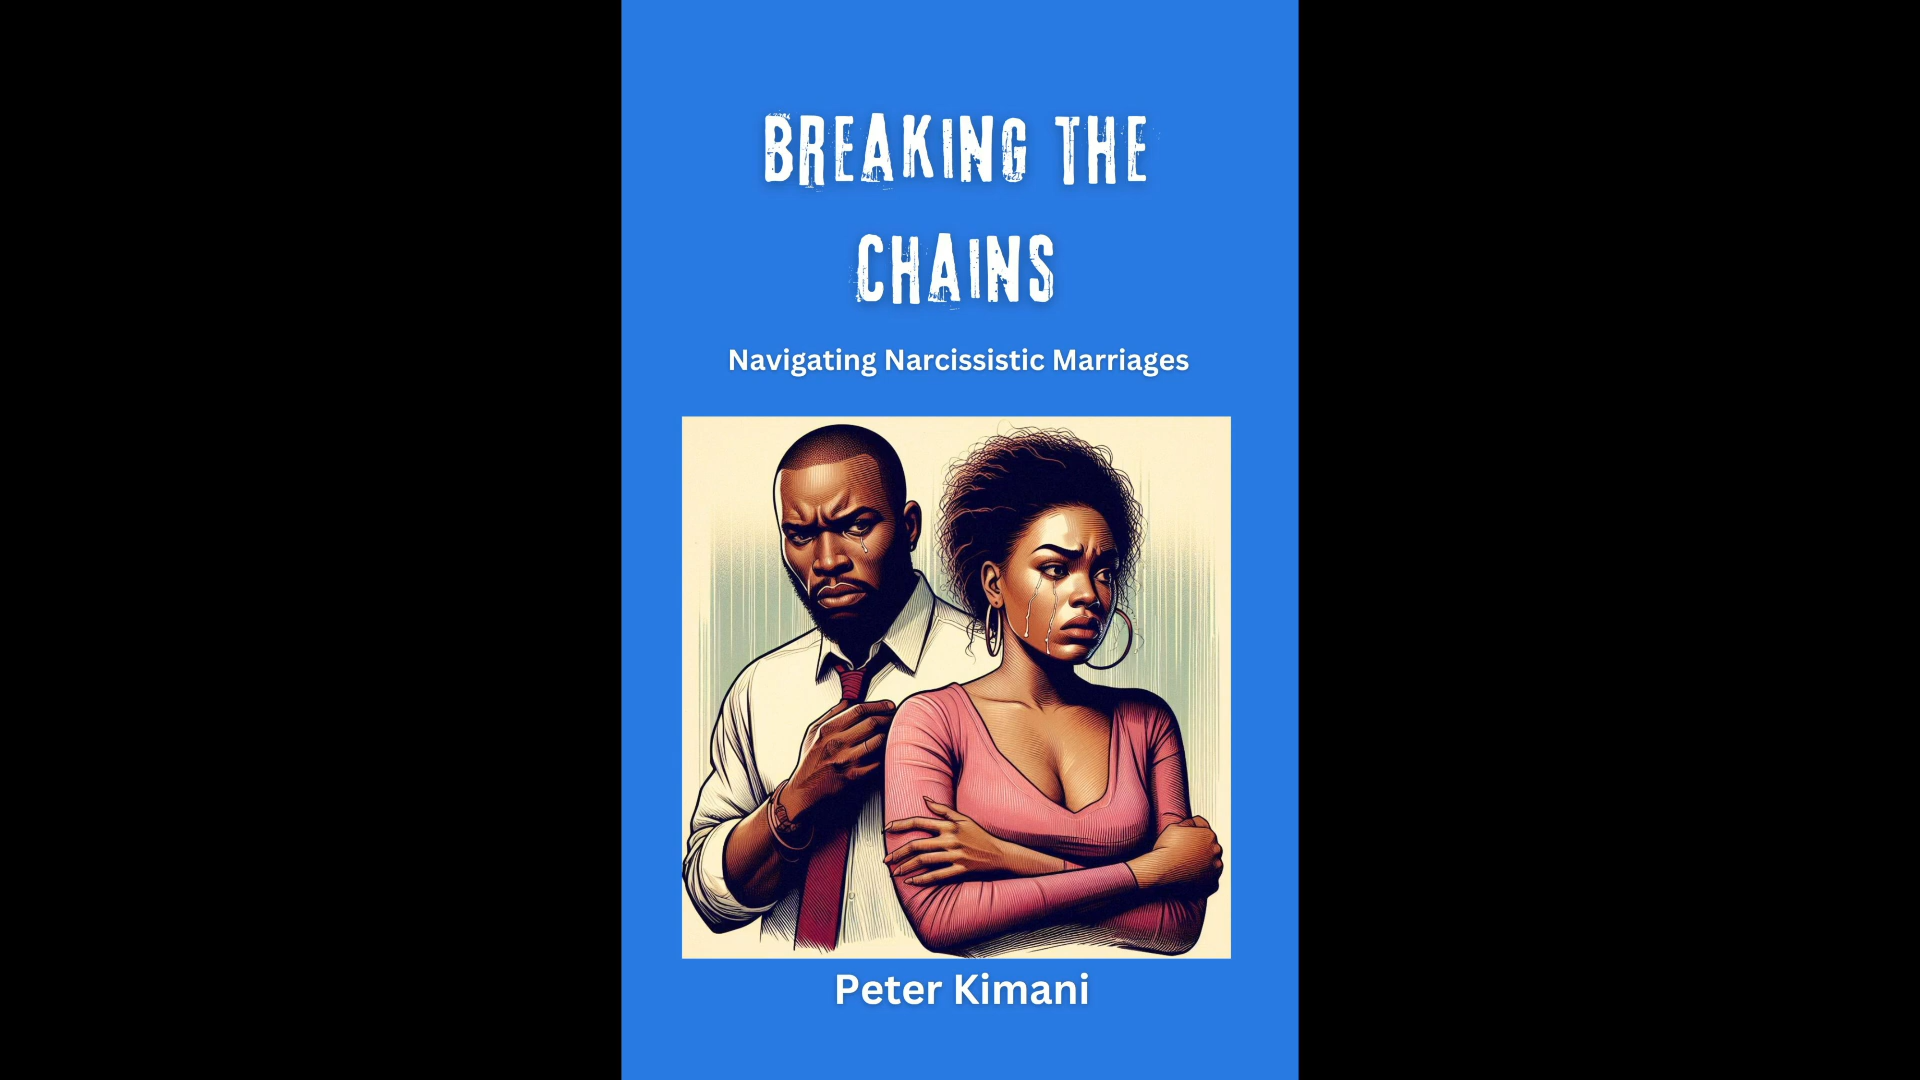 BREAKING THE
CHAINS
Navigating Narcissistic Marriages
Peter Kimani